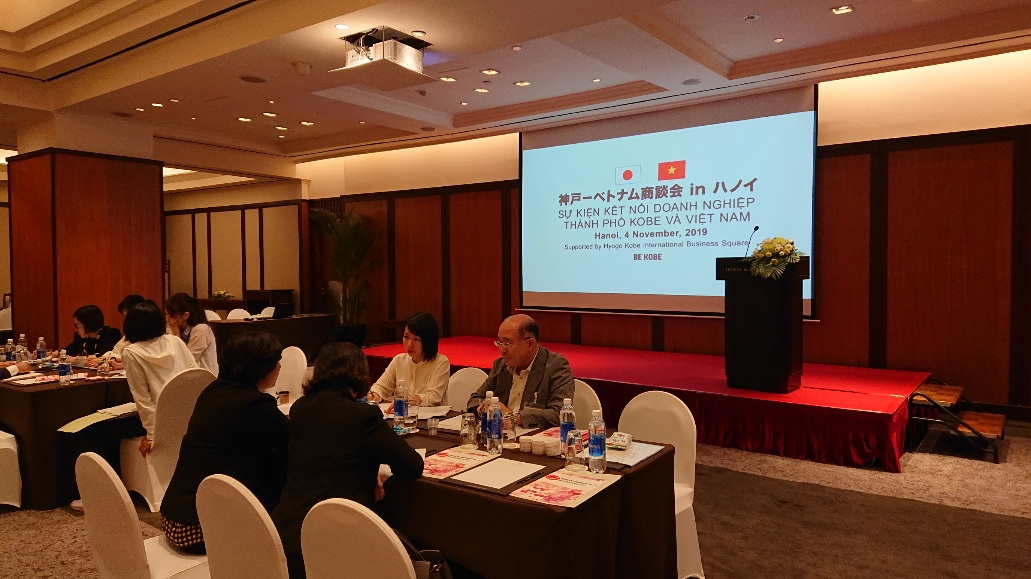 神戸ーベトナム商談会 in ハノイ
SỰ KIỆN KẾT NỐI DOANH NGHIỆP
THÀNH PHỐ KOBE VÀ VIỆT NAM
Hanoi, 4 November, 2019
Supported by Hyogo Kobe International Business Square
BE KOBE